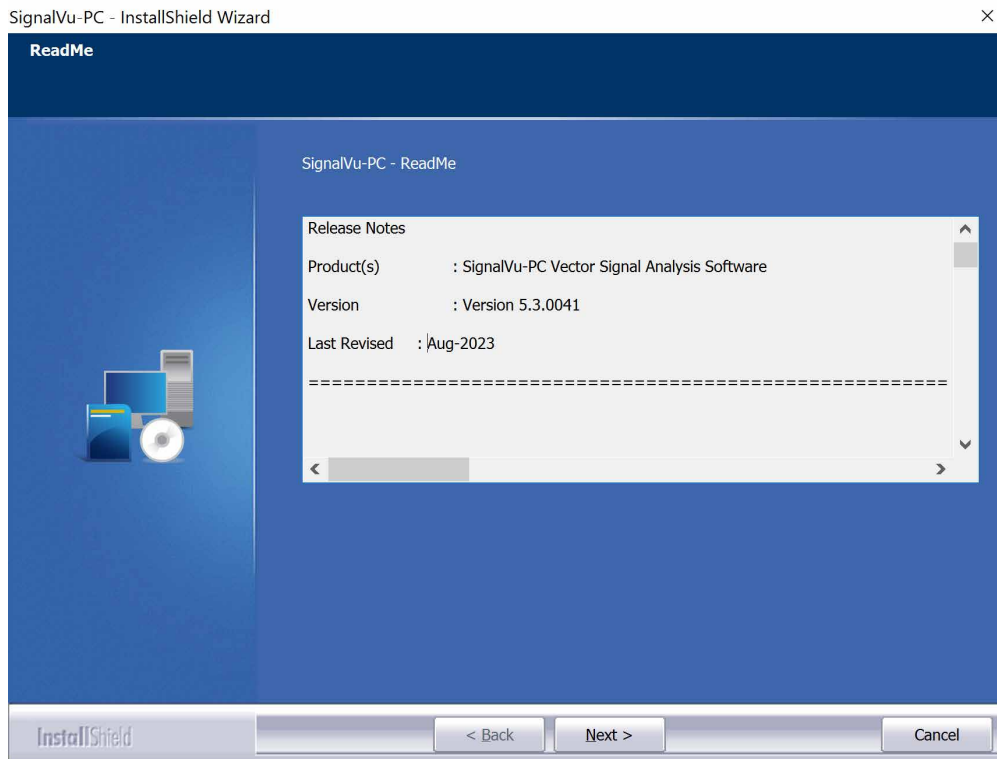 SignalVu-PC - InstallShield Wizard
ReadMe
SignalVu-PC - ReadMe
Release Notes
Product(s) : SignalVu-PC Vector Signal Analysis Software
Version : Version 5.3.0041
Last Revised : Aug-2023
=======================================================
InstallShield
< Back Next > Cancel